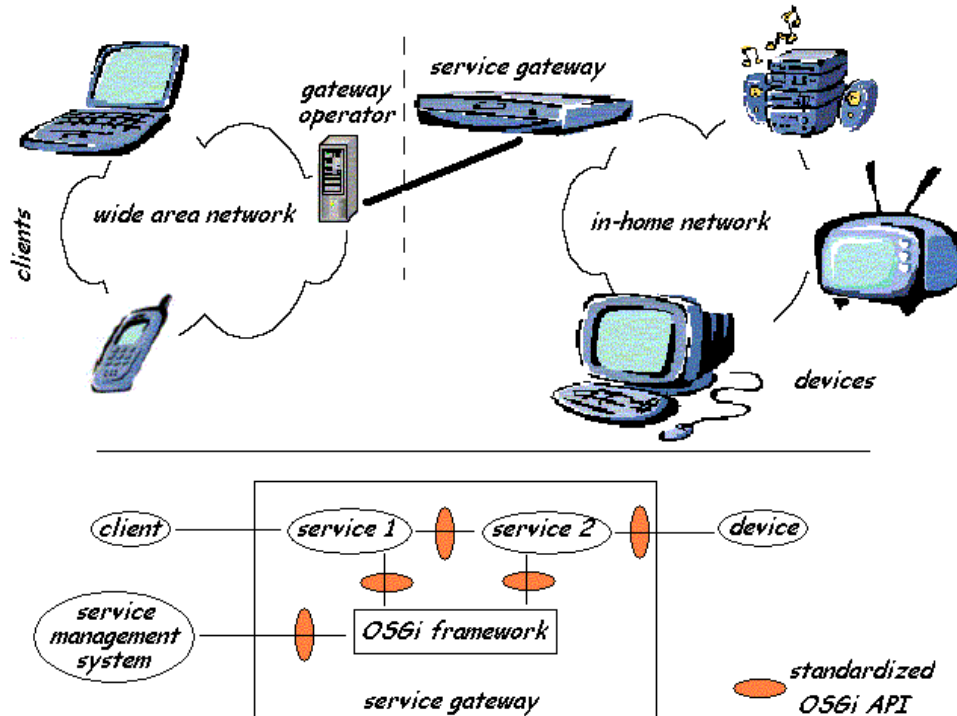 gateway
operator
service gateway
wide area network
in-home network
clients
devices
client
service 1
service 2
device
service
management
system
OSGi framework
service gateway
standardized
OSGi API